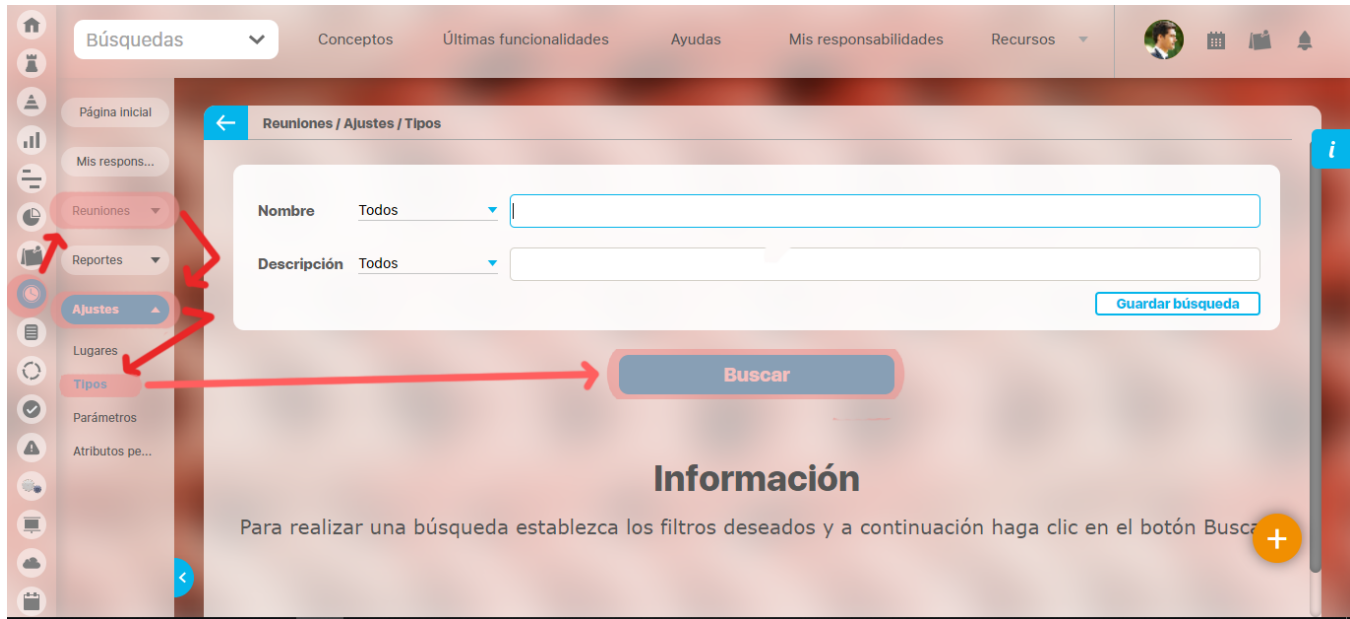 Búsquedas
Conceptos
Últimas funcionalidades
Ayudas
Mis responsabilidades
Recursos
Página inicial
Mis respons...
Reuniones
Reportes
Ajustes
Lugares
Tipos
Parámetros
Atributos pe...
Reuniones / Ajustes / Tipos
i
Nombre Todos
Descripción Todos
Guardar búsqueda
Buscar
Información
Para realizar una búsqueda establezca los filtros deseados y a continuación haga clic en el botón Busca
+